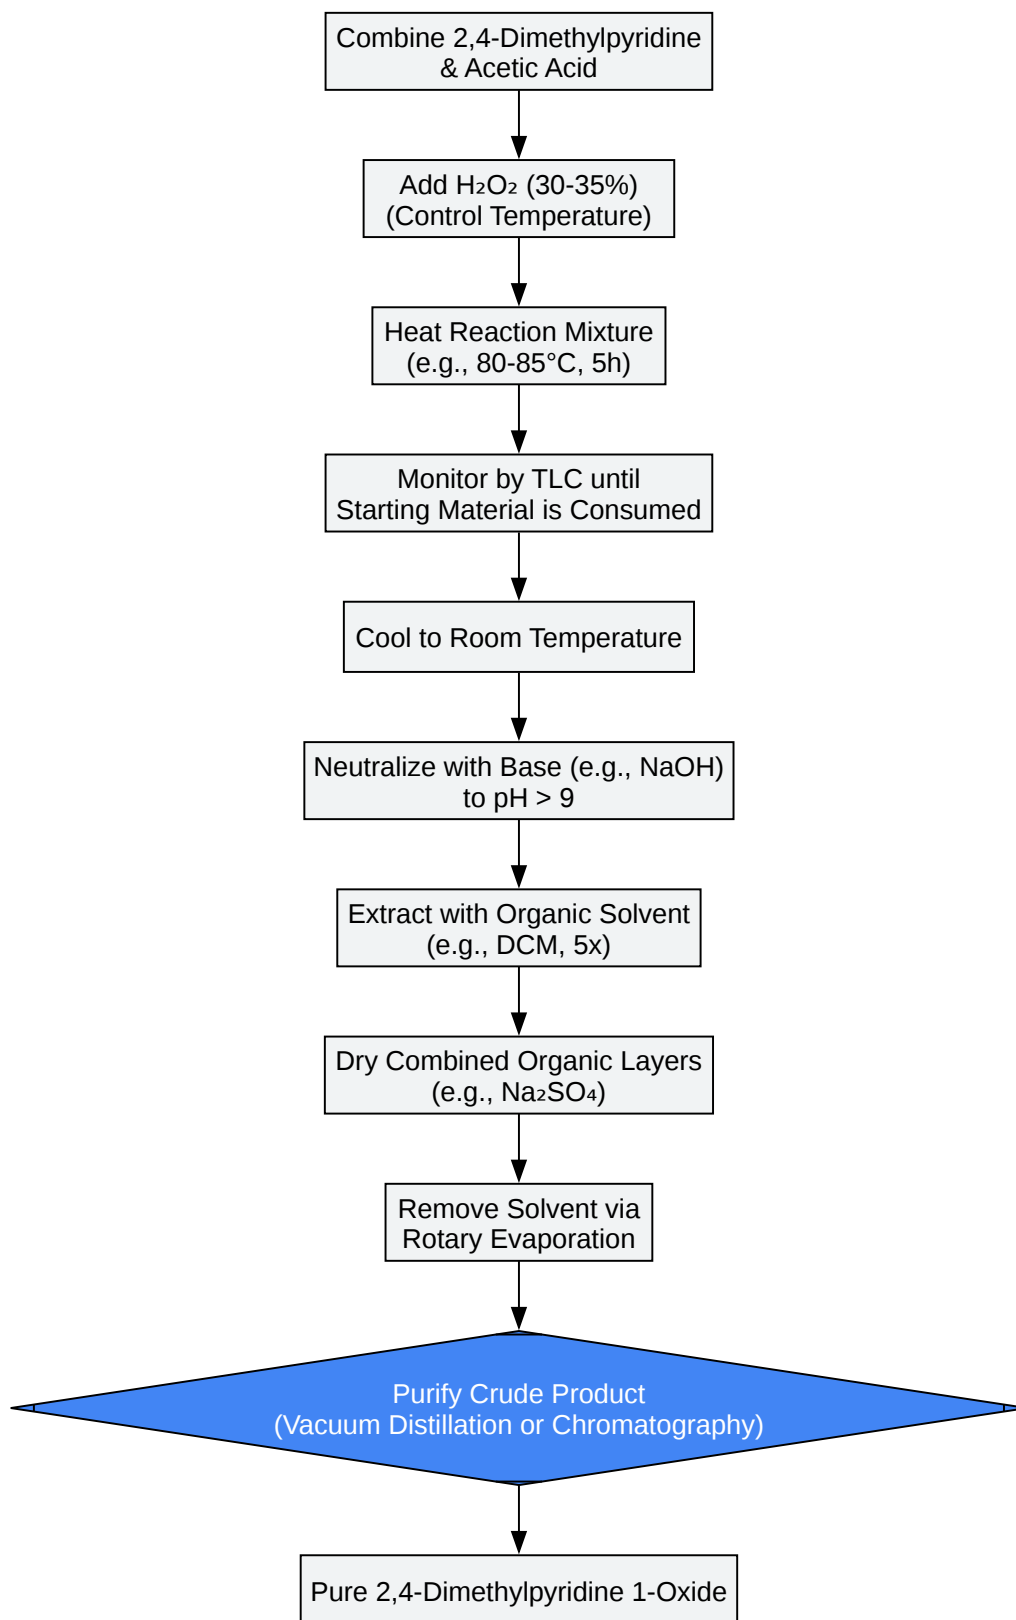 Combine 2,4-Dimethylpyridine
& Acetic Acid
Add H₂O₂ (30-35%)
(Control Temperature)
Heat Reaction Mixture
(e.g., 80-85°C, 5h)
Monitor by TLC until
Starting Material is Consumed
Cool to Room Temperature
Neutralize with Base (e.g., NaOH)
to pH > 9
Extract with Organic Solvent
(e.g., DCM, 5x)
Dry Combined Organic Layers
(e.g., Na₂SO₄)
Remove Solvent via
Rotary Evaporation
Purify Crude Product
(Vacuum Distillation or Chromatography)
Pure 2,4-Dimethylpyridine 1-Oxide